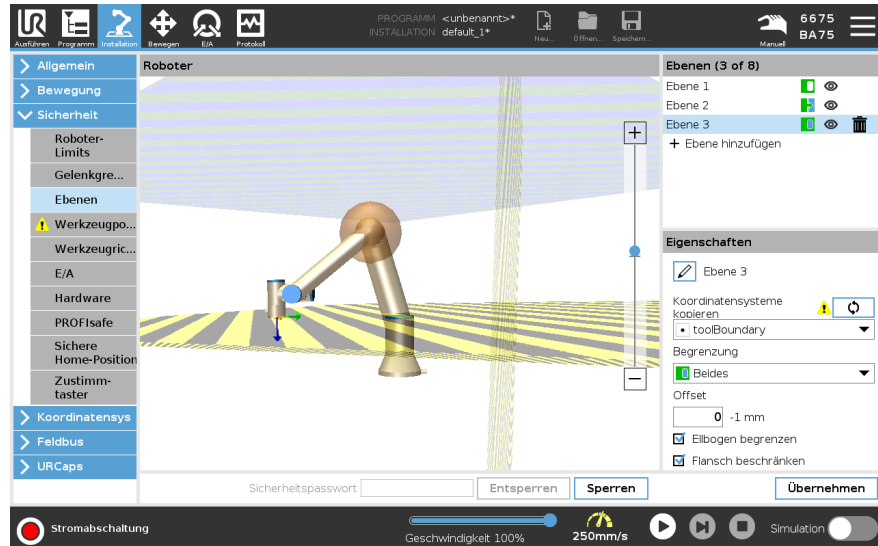 PROGRAMM <unbenannt>*
INSTALLATION default_1*
Ausführen
Programm
Installation
Bewegen
E/A
Protokoll
Neu...
Öffnen...
Speichern...
Manuell
6675
BA75
Allgemein
Bewegung
Sicherheit
Roboter-
Limits
Gelenkgre...
Ebenen
Werkzeugpo...
Werkzeugric...
E/A
Hardware
PROFIsafe
Sichere
Home-Position
Zustimm-
taster
Koordinatensys
Feldbus
URCaps
Roboter
Ebenen (3 of 8)
Ebene 1
Ebene 2
Ebene 3
+ Ebene hinzufügen
Eigenschaften
Ebene 3
Koordinatensysteme
kopieren
toolBoundary
Begrenzung
Beides
Offset
0 -1 mm
Ellbogen begrenzen
Flansch beschränken
Sicherheitspasswort
Entsperren
Sperren
Übernehmen
Stromabschaltung
Geschwindigkeit 100%
250mm/s
Simulation